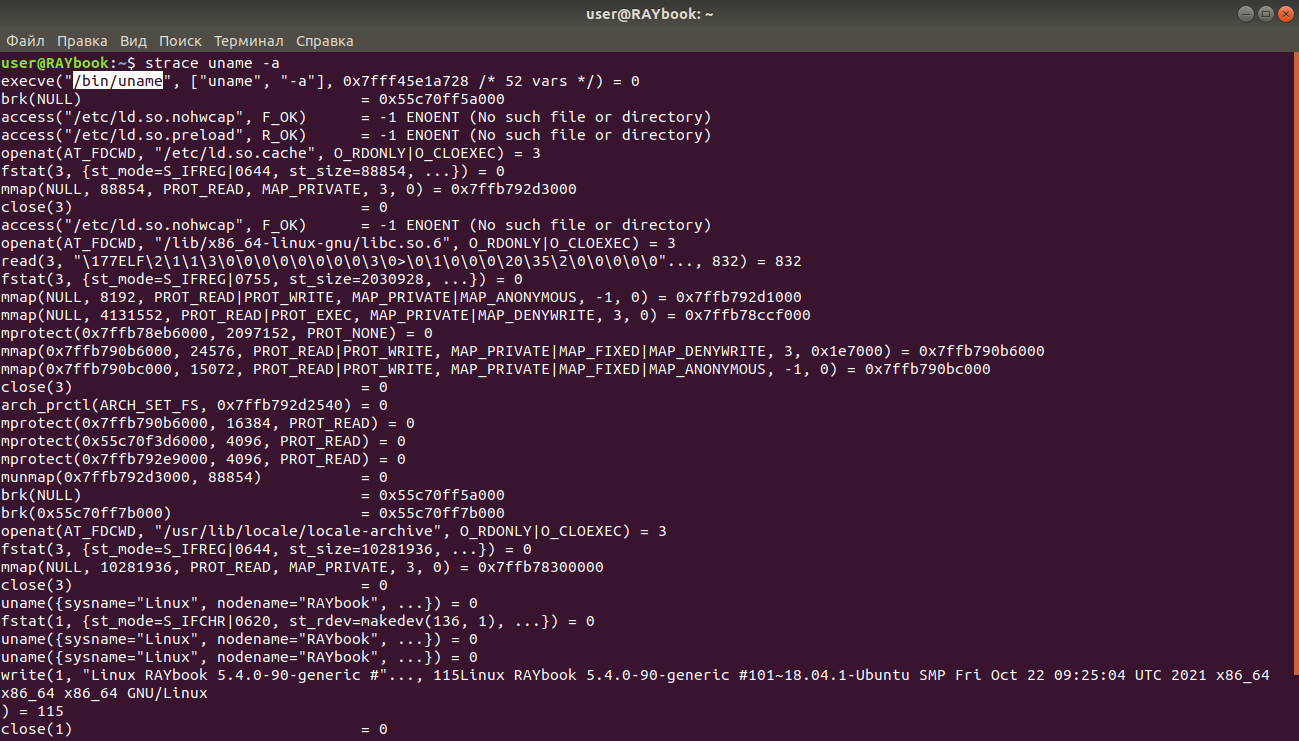 user@RAYbook: ~
Файл Правка Вид Поиск Терминал Справка
user@RAYbook:~$ strace uname -a
execve("/bin/uname", ["uname", "-a"], 0x7fff45e1a728 /* 52 vars */) = 0
brk(NULL)                               = 0x55c70ff5a000
access("/etc/ld.so.nohwcap", F_OK)      = -1 ENOENT (No such file or directory)
access("/etc/ld.so.preload", R_OK)      = -1 ENOENT (No such file or directory)
openat(AT_FDCWD, "/etc/ld.so.cache", O_RDONLY|O_CLOEXEC) = 3
fstat(3, {st_mode=S_IFREG|0644, st_size=88854, ...}) = 0
mmap(NULL, 88854, PROT_READ, MAP_PRIVATE, 3, 0) = 0x7ffb792d3000
close(3)                                = 0
access("/etc/ld.so.nohwcap", F_OK)      = -1 ENOENT (No such file or directory)
openat(AT_FDCWD, "/lib/x86_64-linux-gnu/libc.so.6", O_RDONLY|O_CLOEXEC) = 3
read(3, "\177ELF\2\1\1\3\0\0\0\0\0\0\0\0\3\0>\0\1\0\0\0\20\35\2\0\0\0\0\0"..., 832) = 832
fstat(3, {st_mode=S_IFREG|0755, st_size=2030928, ...}) = 0
mmap(NULL, 8192, PROT_READ|PROT_WRITE, MAP_PRIVATE|MAP_ANONYMOUS, -1, 0) = 0x7ffb792d1000
mmap(NULL, 4131552, PROT_READ|PROT_EXEC, MAP_PRIVATE|MAP_DENYWRITE, 3, 0) = 0x7ffb78ccf000
mprotect(0x7ffb78eb6000, 2097152, PROT_NONE) = 0
mmap(0x7ffb790b6000, 24576, PROT_READ|PROT_WRITE, MAP_PRIVATE|MAP_FIXED|MAP_DENYWRITE, 3, 0x1e7000) = 0x7ffb790b6000
mmap(0x7ffb790bc000, 15072, PROT_READ|PROT_WRITE, MAP_PRIVATE|MAP_FIXED|MAP_ANONYMOUS, -1, 0) = 0x7ffb790bc000
close(3)                                = 0
arch_prctl(ARCH_SET_FS, 0x7ffb792d2540) = 0
mprotect(0x7ffb790b6000, 16384, PROT_READ) = 0
mprotect(0x55c70f3d6000, 4096, PROT_READ) = 0
mprotect(0x7ffb792e9000, 4096, PROT_READ) = 0
munmap(0x7ffb792d3000, 88854)           = 0
brk(NULL)                               = 0x55c70ff5a000
brk(0x55c70ff7b000)                     = 0x55c70ff7b000
openat(AT_FDCWD, "/usr/lib/locale/locale-archive", O_RDONLY|O_CLOEXEC) = 3
fstat(3, {st_mode=S_IFREG|0644, st_size=10281936, ...}) = 0
mmap(NULL, 10281936, PROT_READ, MAP_PRIVATE, 3, 0) = 0x7ffb78300000
close(3)                                = 0
uname({sysname="Linux", nodename="RAYbook", ...}) = 0
fstat(1, {st_mode=S_IFCHR|0620, st_rdev=makedev(136, 1), ...}) = 0
uname({sysname="Linux", nodename="RAYbook", ...}) = 0
uname({sysname="Linux", nodename="RAYbook", ...}) = 0
write(1, "Linux RAYbook 5.4.0-90-generic #"..., 115Linux RAYbook 5.4.0-90-generic #101~18.04.1-Ubuntu SMP Fri Oct 22 09:25:04 UTC 2021 x86_64
x86_64 x86_64 GNU/Linux
) = 115
close(1)                                = 0